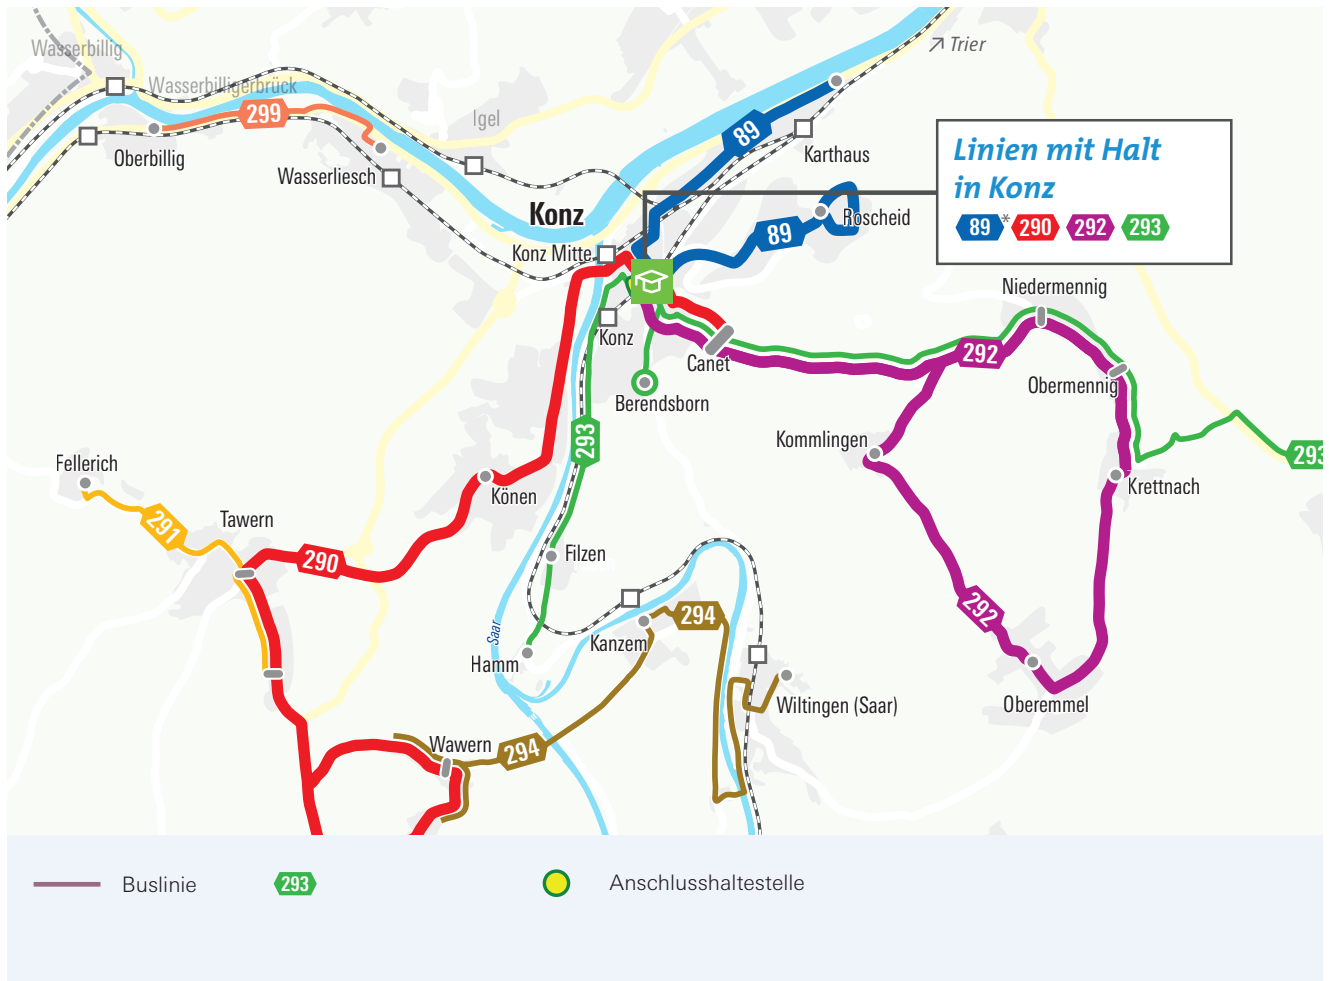 Wasserbillig
Wasserbilligerbrück
299
Oberbillig
Wasserliesch
Igel
↗ Trier
89
Karthaus
Konz
Konz Mitte
89
Roscheid
Linien mit Halt
in Konz
89 * 290 292 293
Niedermennig
Konz
Canet
292
Obermennig
Berendsborn
293
Kommlingen
293
Fellerich
Könen
Krettnach
291
Tawern
290
Filzen
Saar
292
294
Kanzem
Hamm
Wiltingen (Saar)
Oberemmel
Wawern
294
Buslinie
293
Anschlusshaltestelle